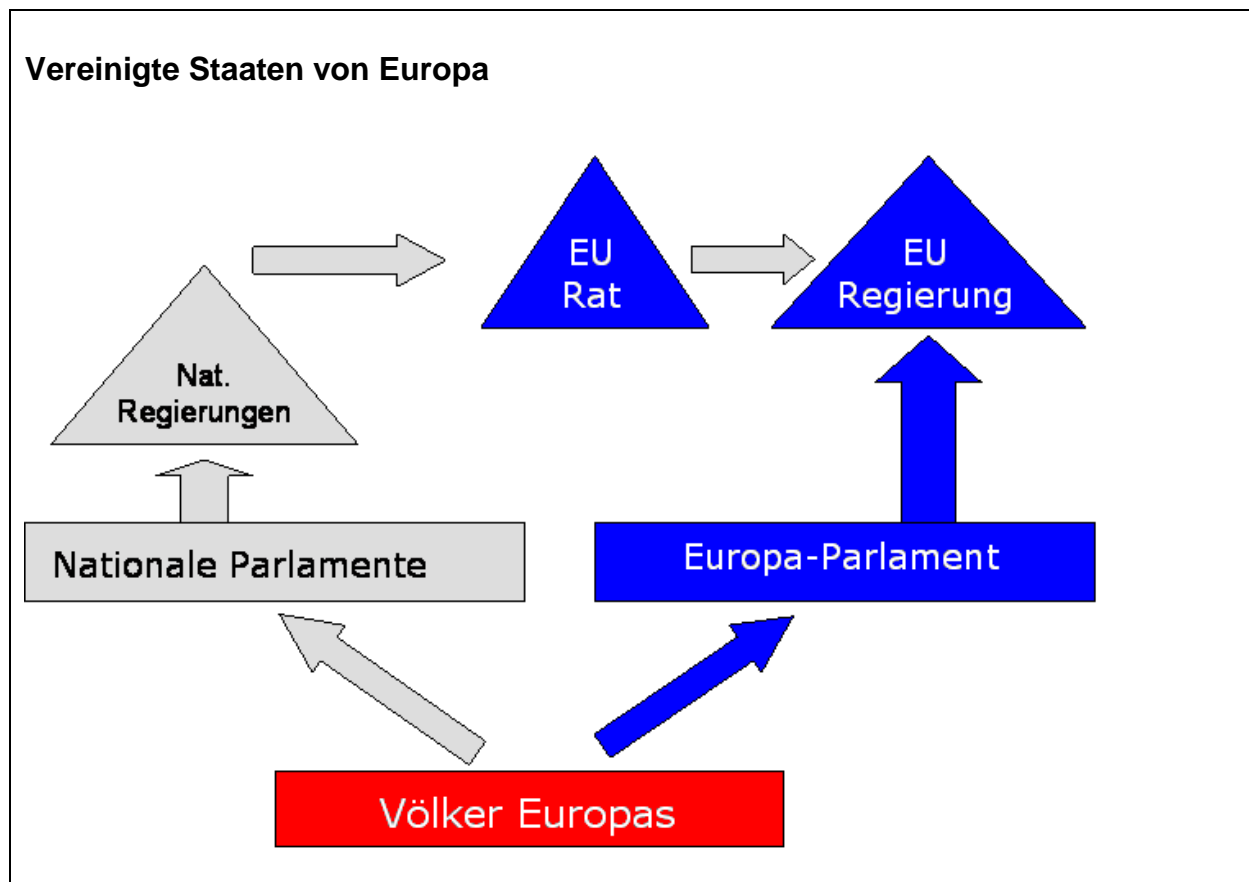 Vereinigte Staaten von Europa
EU
Rat
EU
Regierung
Nat.
Regierungen
Nationale Parlamente
Europa-Parlament
Völker Europas